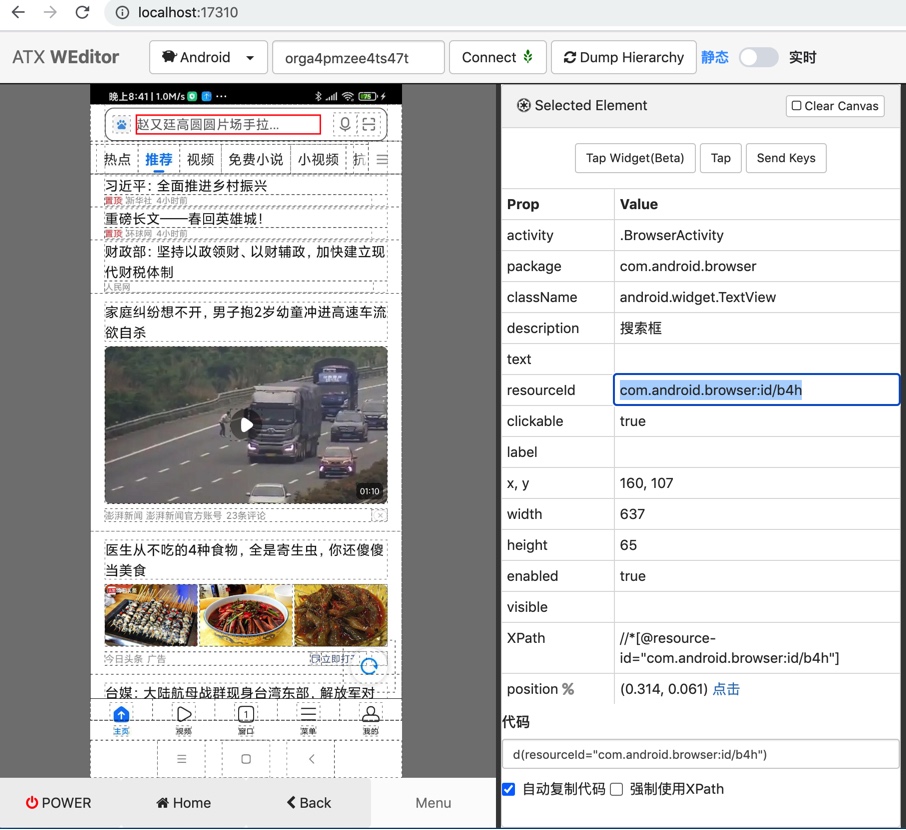 localhost:17310
ATX WEditor
Android
orga4pmzee4ts47t
Connect
Dump Hierarchy
静态
实时
晚上8:41 | 1.0M/s
赵又廷高圆圆片场手拉...
热点 推荐 视频 免费小说 小视频 抗
习近平：全面推进乡村振兴
置顶 新华社 4小时前
重磅长文——春回英雄城！
置顶 环球网 4小时前
财政部：坚持以政领财、以财辅政，加快建立现
代财税体制
人民网
家庭纠纷想不开，男子抱2岁幼童冲进高速车流
欲自杀
01:10
澎湃新闻 澎湃新闻官方账号 23条评论
医生从不吃的4种食物，全是寄生虫，你还傻傻
当美食
今日头条 广告
立即打
台媒：大陆航母战群现身台湾东部，解放军对
1
主页 视频 窗口 菜单 我的
POWER
Home
Back
Menu
Selected Element
Clear Canvas
Tap Widget(Beta)
Tap
Send Keys
Prop Value
activity .BrowserActivity
package com.android.browser
className android.widget.TextView
description 搜索框
text
resourceId com.android.browser:id/b4h
clickable true
label
x, y 160, 107
width 637
height 65
enabled true
visible
XPath //*[@resource-
id="com.android.browser:id/b4h"]
position % (0.314, 0.061) 点击
代码
d(resourceId="com.android.browser:id/b4h")
自动复制代码 强制使用XPath